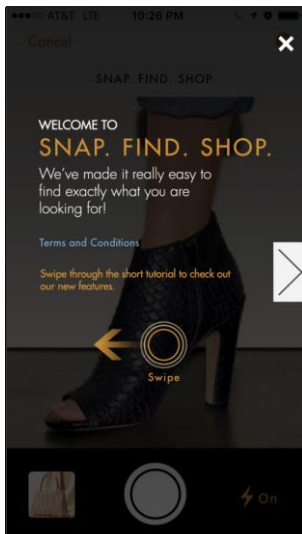 AT&T LTE 10:26 PM
Cancel
SNAP. FIND. SHOP.
WELCOME TO
SNAP. FIND. SHOP.
We've made it really easy to
find exactly what you are
looking for!
Terms and Conditions
Swipe through the short tutorial to check out
our new features.
Swipe
On